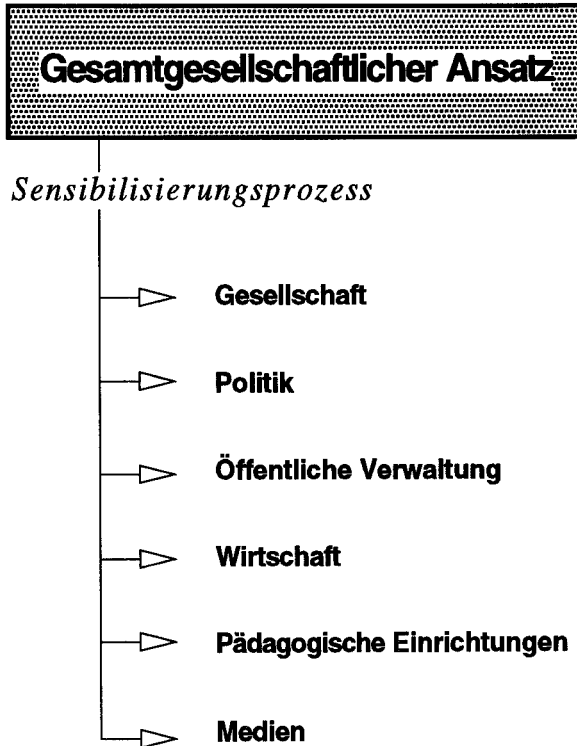 Gesamtgesellschaftlicher Ansatz
Sensibilisierungsprozess
Gesellschaft
Politik
Öffentliche Verwaltung
Wirtschaft
Pädagogische Einrichtungen
Medien